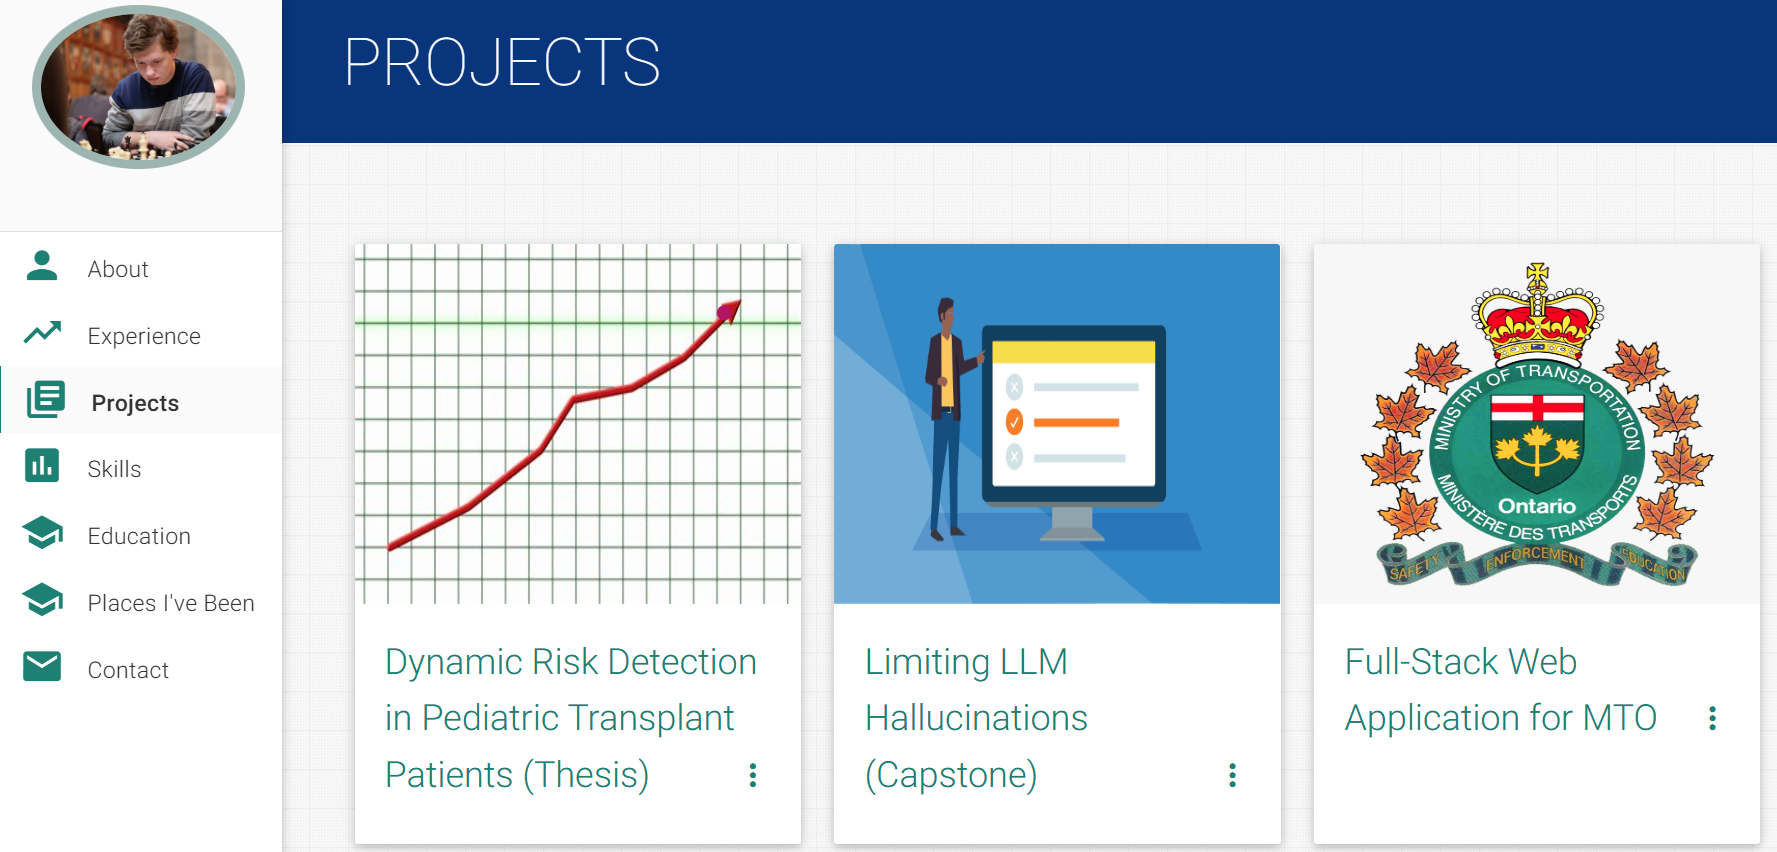 PROJECTS
About
Experience
Projects
Skills
Education
Places I've Been
Contact
Dynamic Risk Detection
in Pediatric Transplant
Patients (Thesis)
Limiting LLM
Hallucinations
(Capstone)
MINISTRY OF TRANSPORTATION
Ontario
MINISTÈRE DES TRANSPORTS
SAFETY ENFORCEMENT EDUCATION
Full-Stack Web
Application for MTO